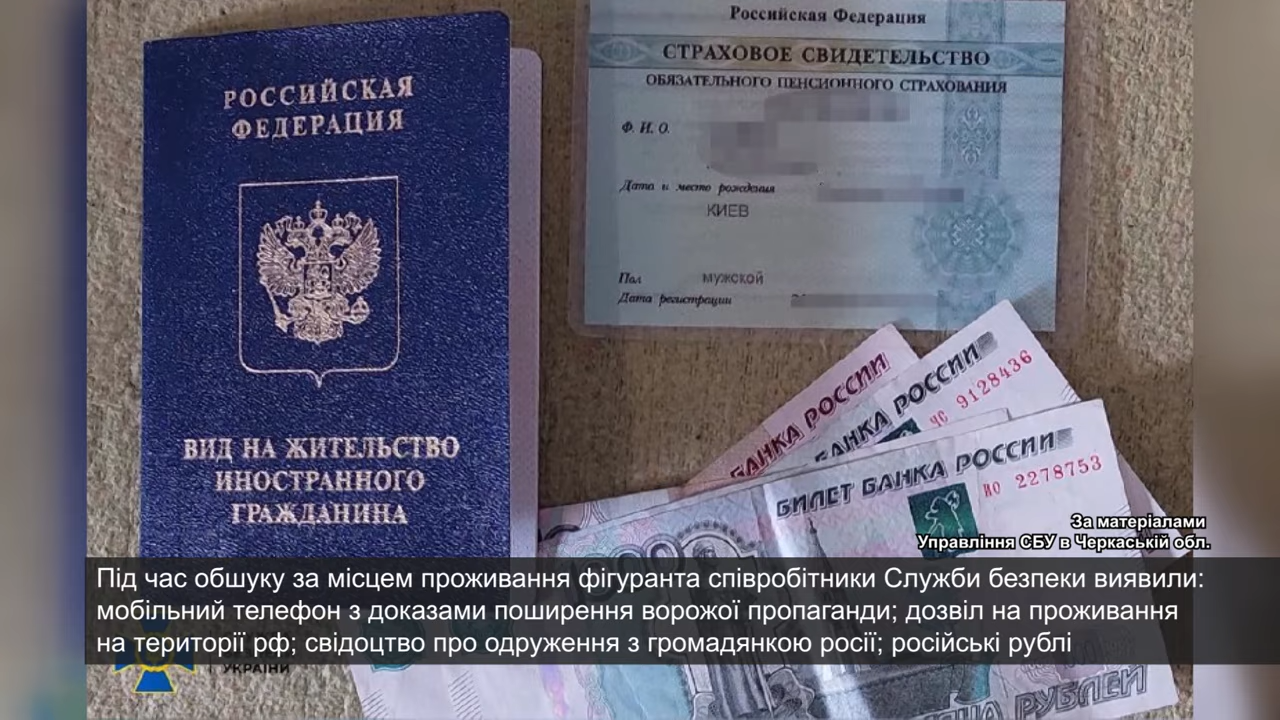 РОССИЙСКАЯ
ФЕДЕРАЦИЯ
ВИД НА ЖИТЕЛЬСТВО
ИНОСТРАННОГО
ГРАЖДАНИНА
Российская Федерация
СТРАХОВОЕ СВИДЕТЕЛЬСТВО
ОБЯЗАТЕЛЬНОГО ПЕНСИОННОГО СТРАХОВАНИЯ
Ф. И. О.
Дата и место рождения
КИЕВ
Пол мужской
Дата регистрации
БАНКА РОССИИ
БАНКА РОССИИ
ЧС 9128436
БИЛЕТ БАНКА РОССИИ
НО 2278753
За матеріалами
Управління СБУ в Черкаській обл.
Під час обшуку за місцем проживання фігуранта співробітники Служби безпеки виявили:
мобільний телефон з доказами поширення ворожої пропаганди; дозвіл на проживання
на території рф; свідоцтво про одруження з громадянкою росії; російські рублі
УКРАЇНИ
РУБЛЕЙ